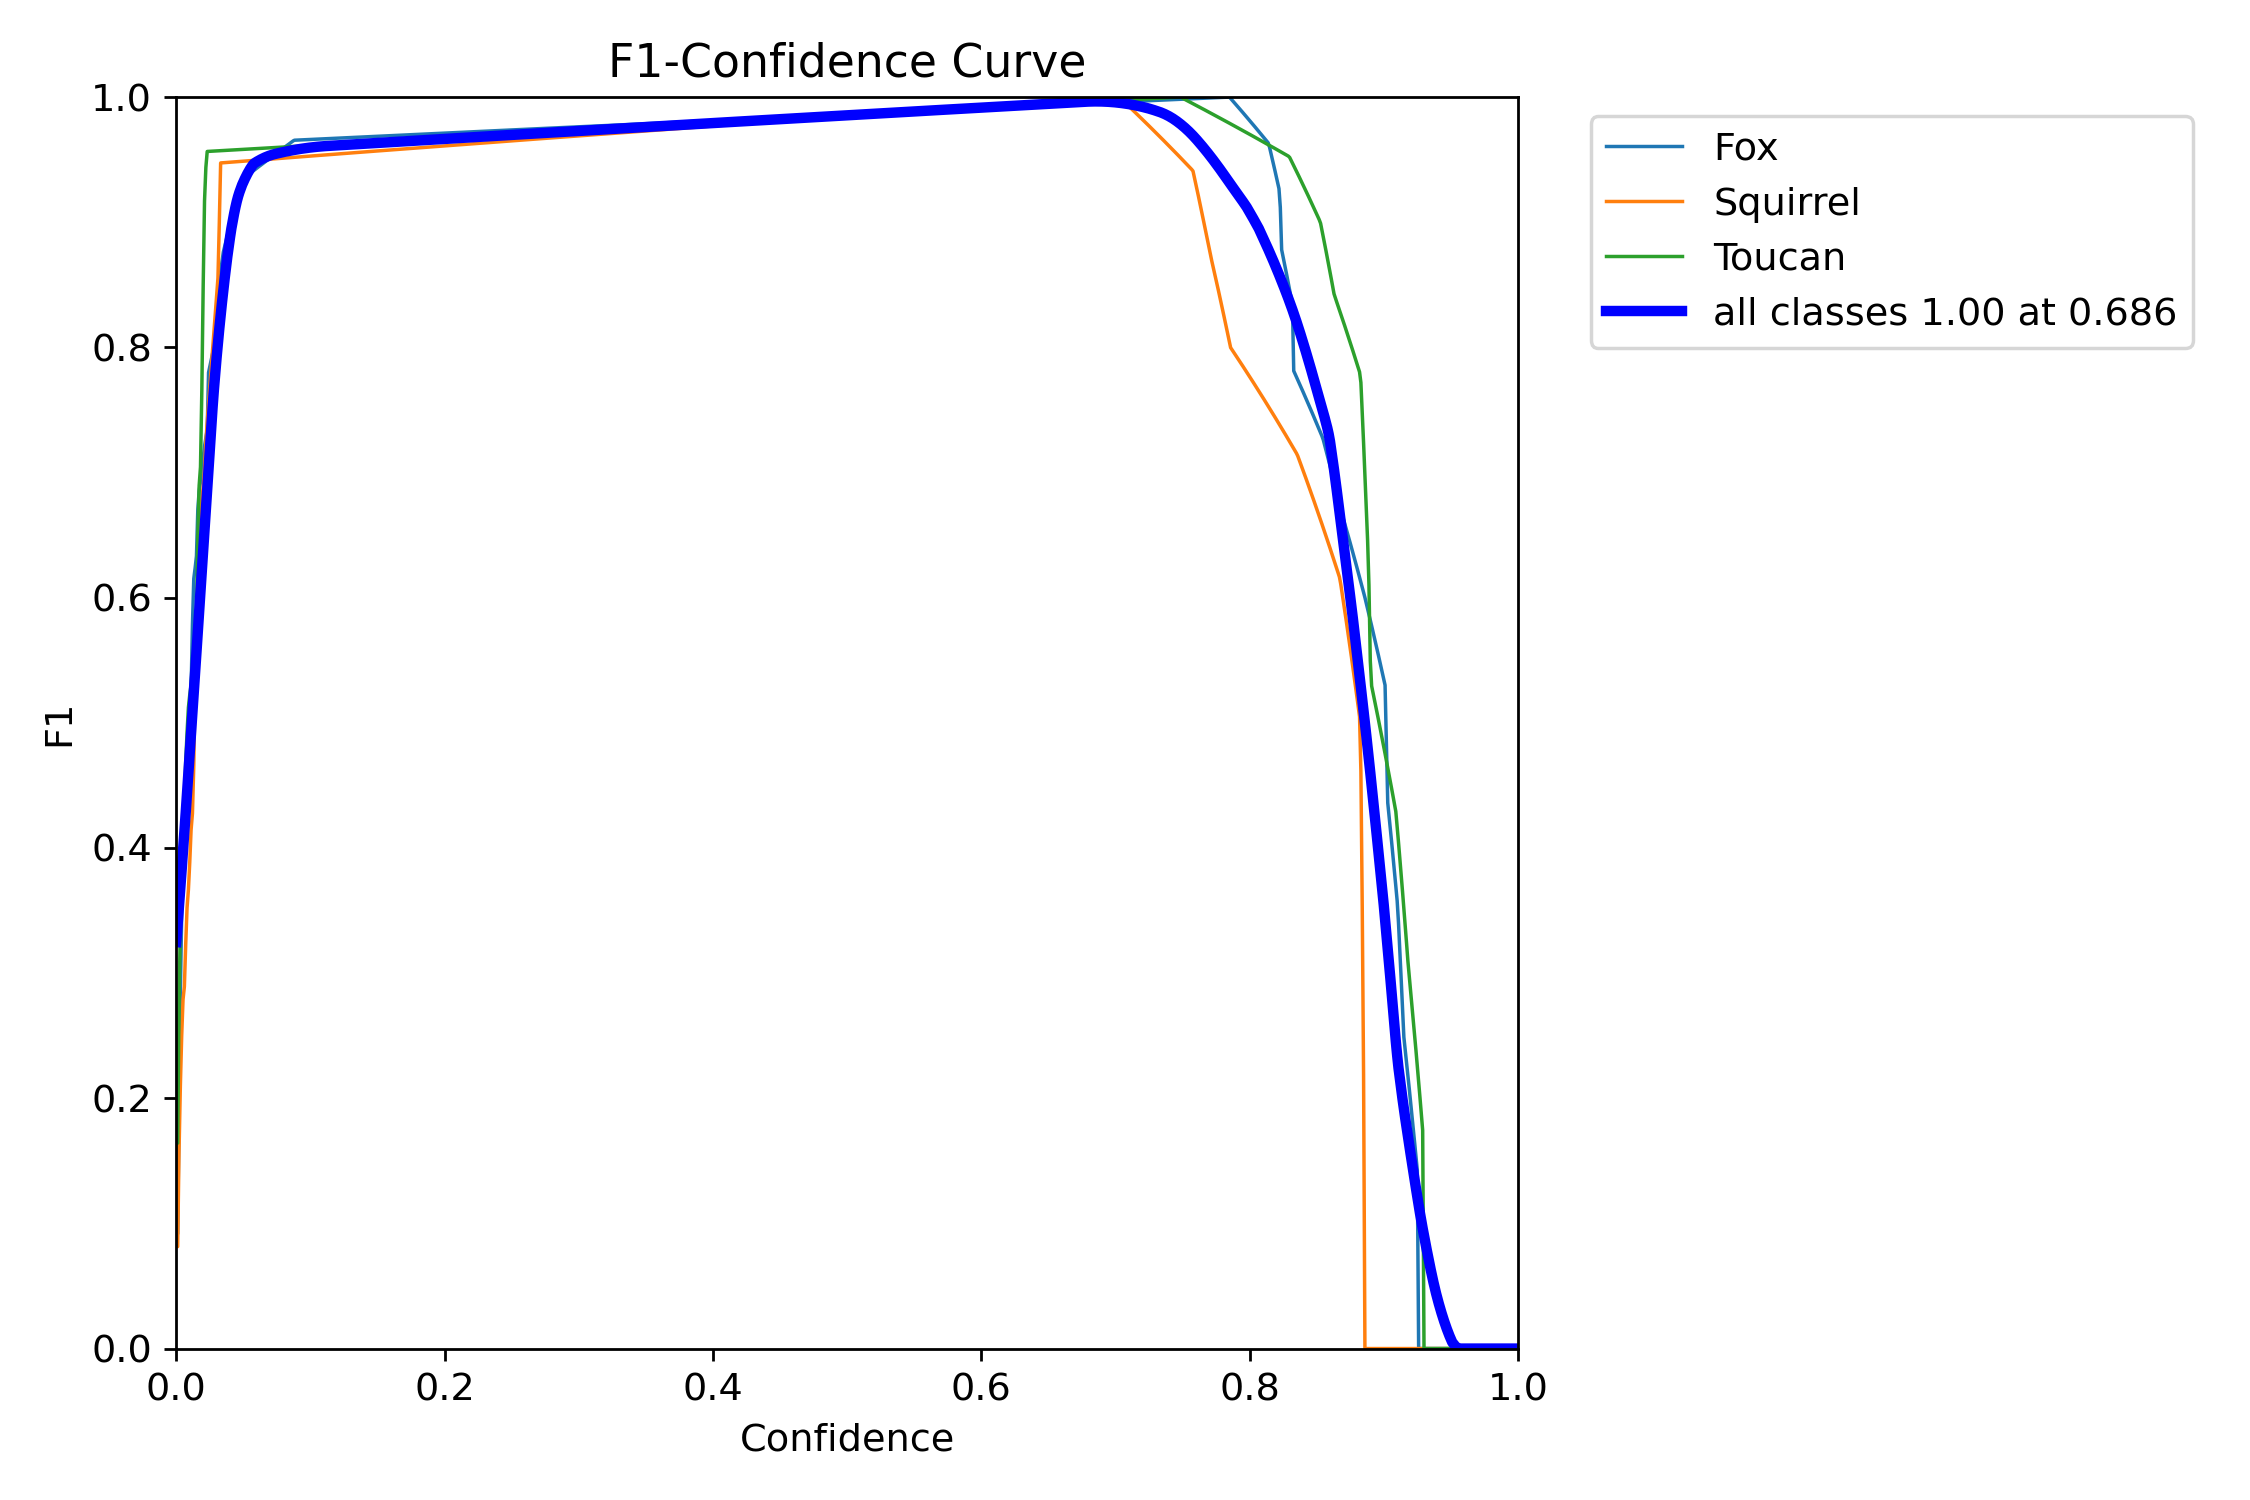 F1-Confidence Curve
1.0
0.8
0.6
0.4
0.2
0.0
F1
0.0 0.2 0.4 0.6 0.8 1.0
Confidence
Fox
Squirrel
Toucan
all classes 1.00 at 0.686